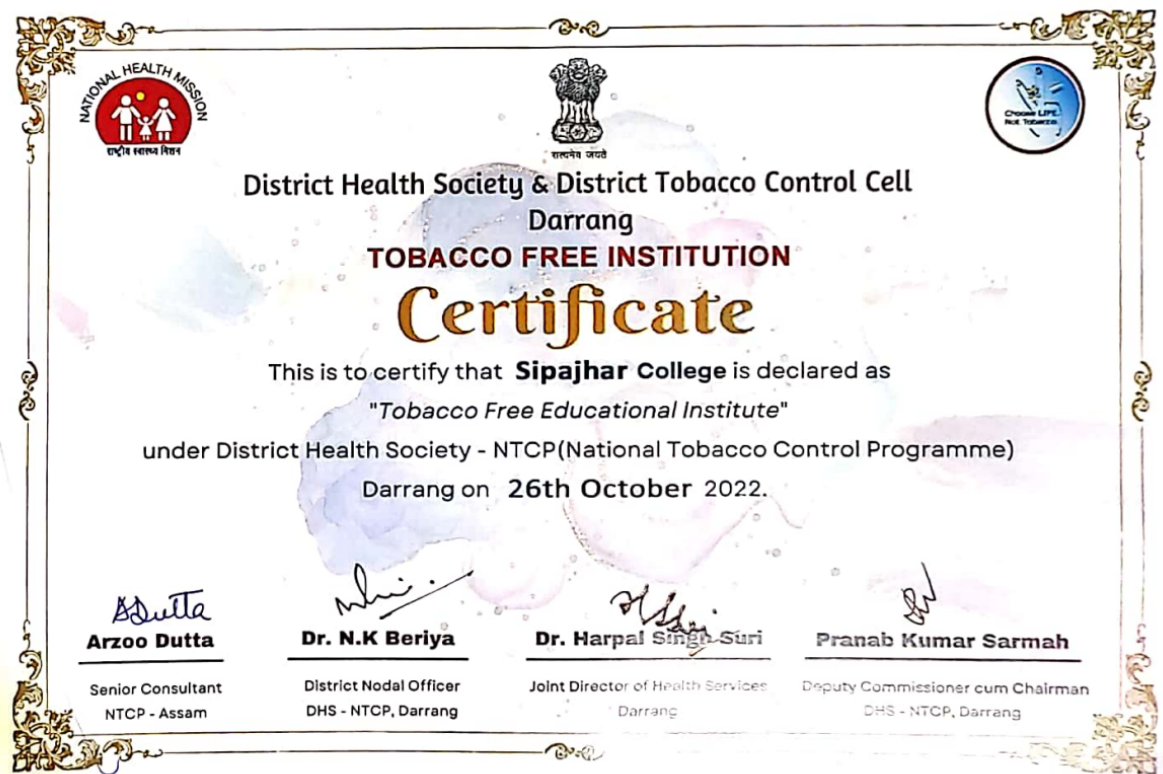 NATIONAL HEALTH MISSION
राष्ट्रीय स्वास्थ्य मिशन
सत्यमेव जयते
Choose LIFE
Not Tobacco
District Health Society & District Tobacco Control Cell
Darrang
TOBACCO FREE INSTITUTION
Certificate
This is to certify that Sipajhar College is declared as
"Tobacco Free Educational Institute"
under District Health Society - NTCP(National Tobacco Control Programme)
Darrang on 26th October 2022.
ADutta
Arzoo Dutta
Dr. N.K Beriya
Dr. Harpal Singh Suri
Pranab Kumar Sarmah
Senior Consultant
NTCP - Assam
District Nodal Officer
DHS - NTCP, Darrang
Joint Director of Health Services
Darrang
Deputy Commissioner cum Chairman
DHS - NTCP, Darrang